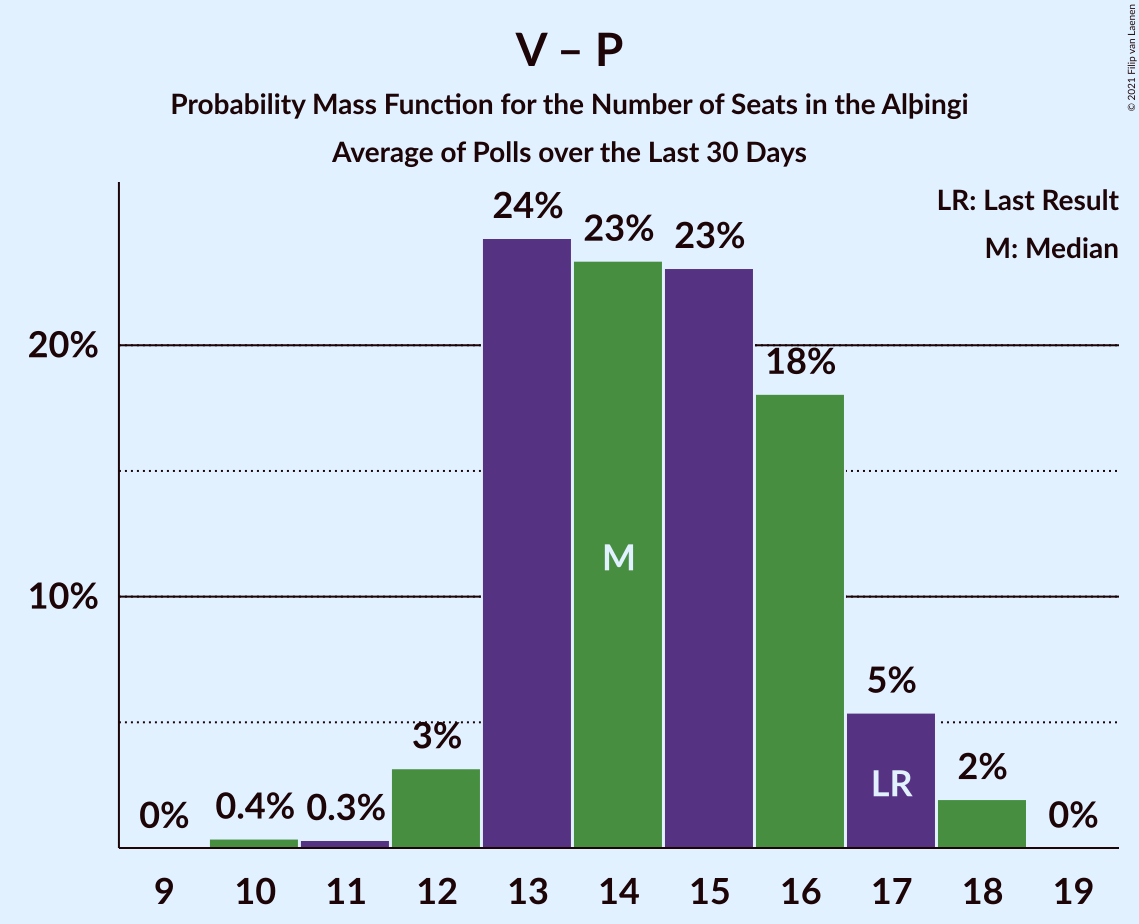 V – P
Probability Mass Function for the Number of Seats in the Alþingi
Average of Polls over the Last 30 Days
© 2021 Filip van Laenen
LR: Last Result
M: Median
20%
10%
0%
0.4%
0.3%
3%
24%
23%
23%
18%
5%
2%
0%
M
LR
9 10 11 12 13 14 15 16 17 18 19